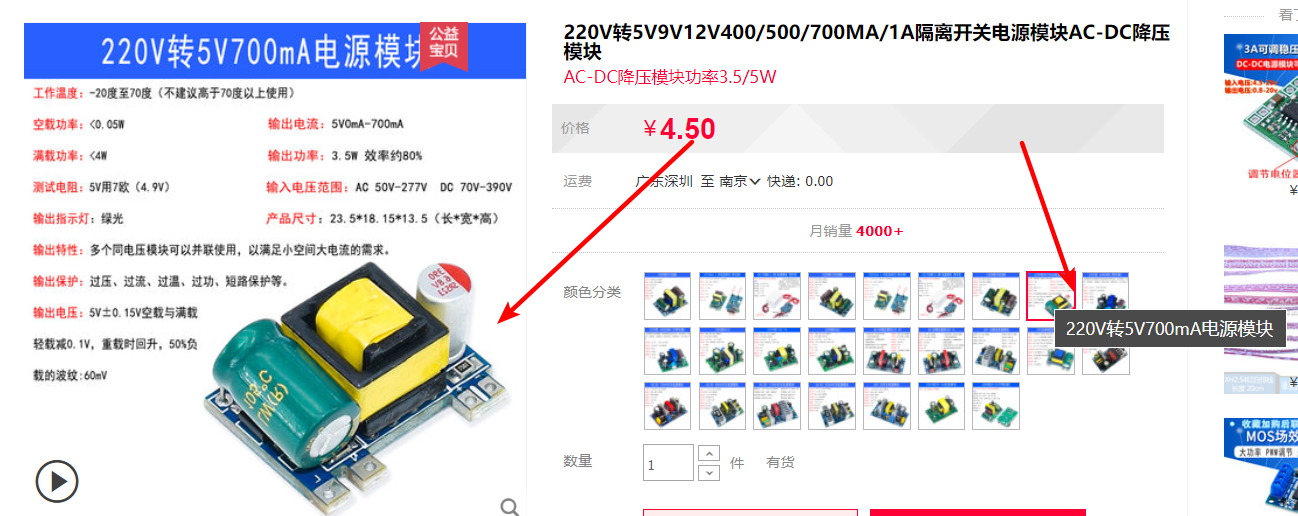 220V转5V700mA电源模块
公益
宝贝
工作温度：-20度至70度（不建议高于70度以上使用）
空载功率：<0.05W
输出电流：5V0mA-700mA
满载功率：<4W
输出功率：3.5W 效率约80%
测试电阻：5V用7欧（4.9V）
输入电压范围：AC 50V-277V DC 70V-390V
输出指示灯：绿光
产品尺寸：23.5*18.15*13.5（长*宽*高）
输出特性：多个同电压模块可以并联使用，以满足小空间大电流的需求。
输出保护：过压、过流、过温、过功、短路保护等。
输出电压：5V±0.15V空载与满载
轻载减0.1V，重载时回升，50%负
载的波纹:60mV
220V转5V9V12V400/500/700MA/1A隔离开关电源模块AC-DC降压
模块
AC-DC降压模块功率3.5/5W
价格
¥4.50
运费
广东深圳 至 南京 快递: 0.00
月销量 4000+
颜色分类
220V转5V700mA电源模块
数量
1
件
有货
看了
3A可调稳压
DC-DC电源模块
调节电位器
¥
¥
收藏加购后联
MOS场效
大功率 PWM调节